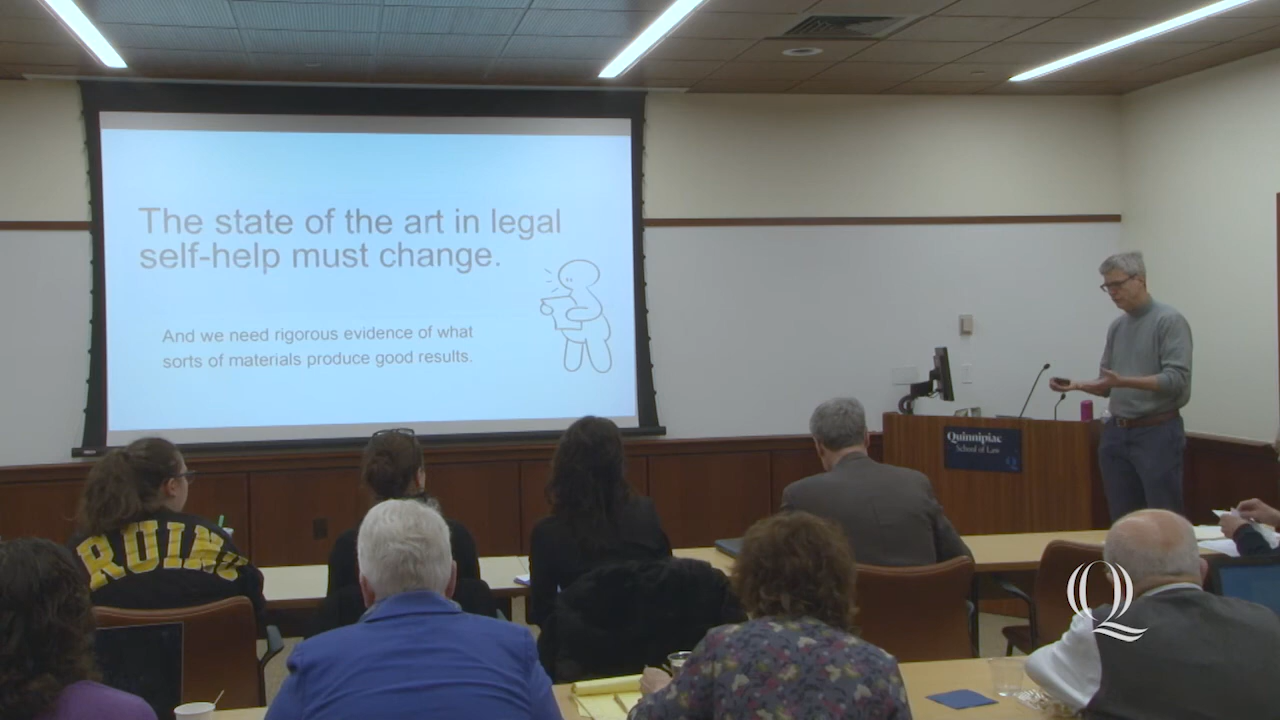 The state of the art in legal
self-help must change.
And we need rigorous evidence of what
sorts of materials produce good results.
Quinnipiac
School of Law
BRUINS
Q